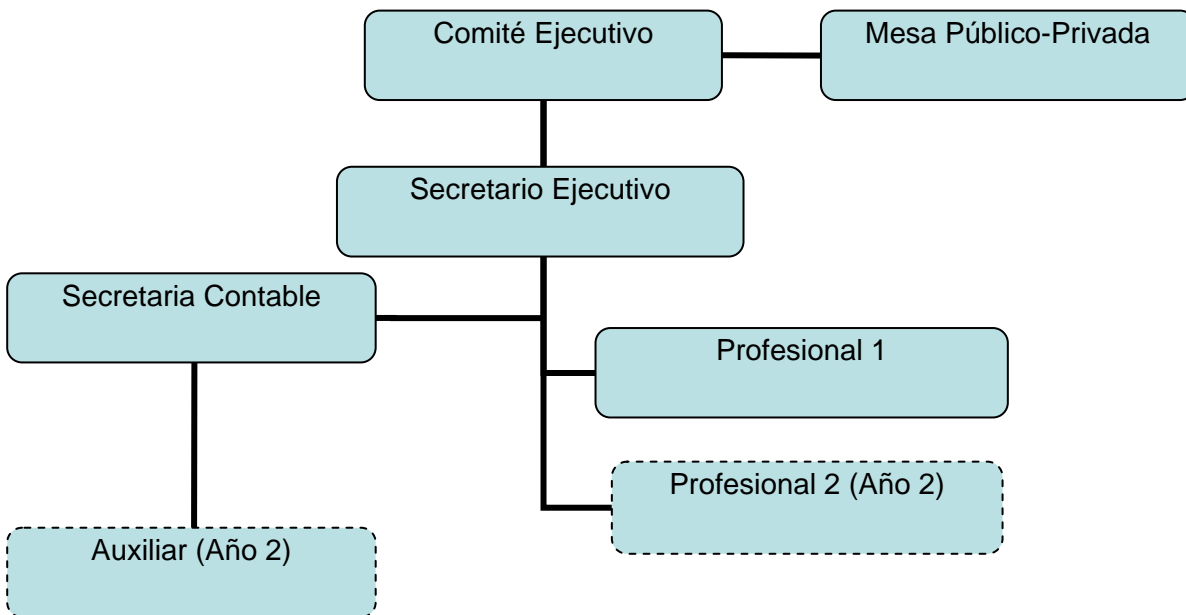 Comité Ejecutivo
Mesa Público-Privada
Secretario Ejecutivo
Secretaria Contable
Profesional 1
Profesional 2 (Año 2)
Auxiliar (Año 2)